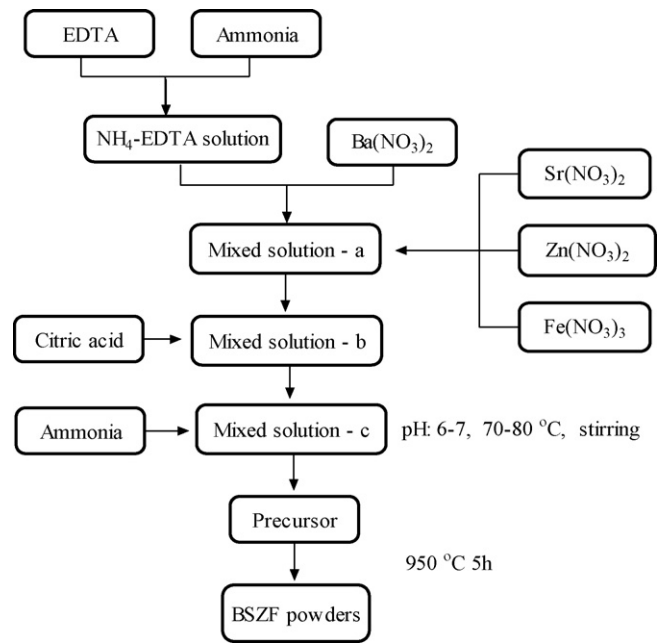 EDTA
Ammonia
NH₄-EDTA solution
Ba(NO₃)₂
Sr(NO₃)₂
Mixed solution - a
Zn(NO₃)₂
Fe(NO₃)₃
Citric acid
Mixed solution - b
Ammonia
Mixed solution - c
pH: 6-7, 70-80 °C, stirring
Precursor
950 °C 5h
BSZF powders